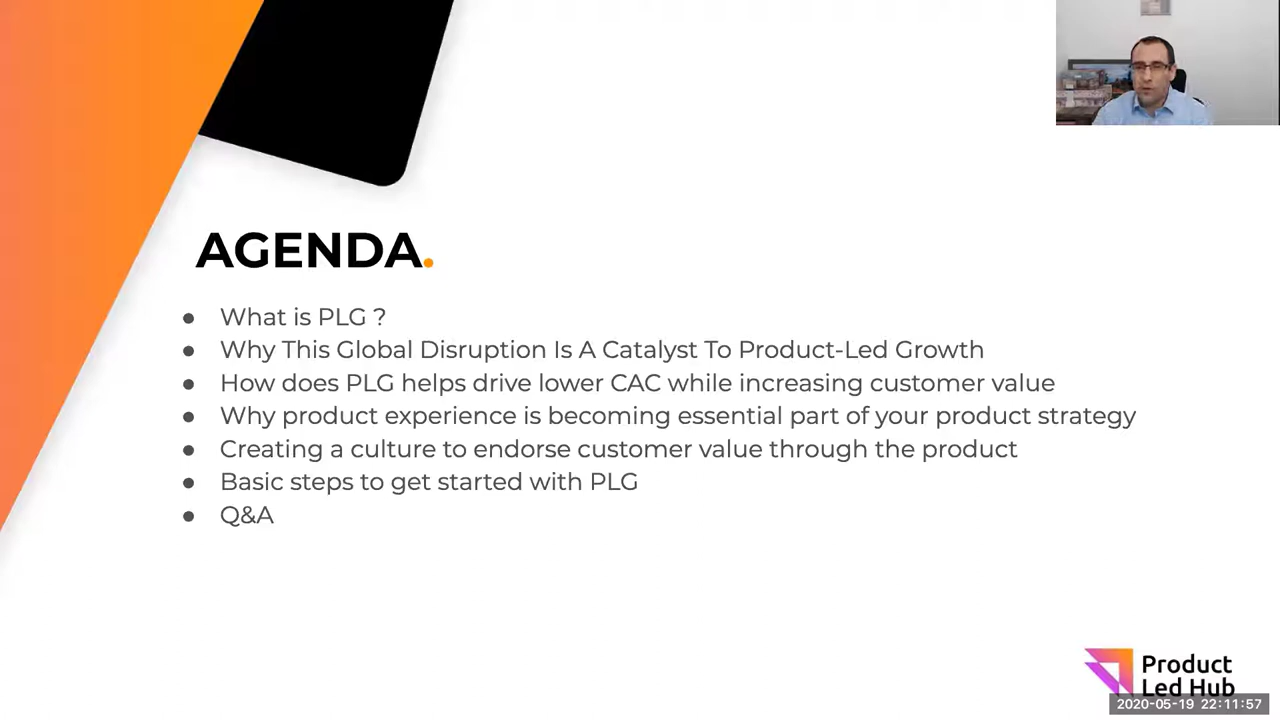 AGENDA.
● What is PLG ?
● Why This Global Disruption Is A Catalyst To Product-Led Growth
● How does PLG helps drive lower CAC while increasing customer value
● Why product experience is becoming essential part of your product strategy
● Creating a culture to endorse customer value through the product
● Basic steps to get started with PLG
● Q&A
Product
Led Hub
2020-05-19 22:11:57